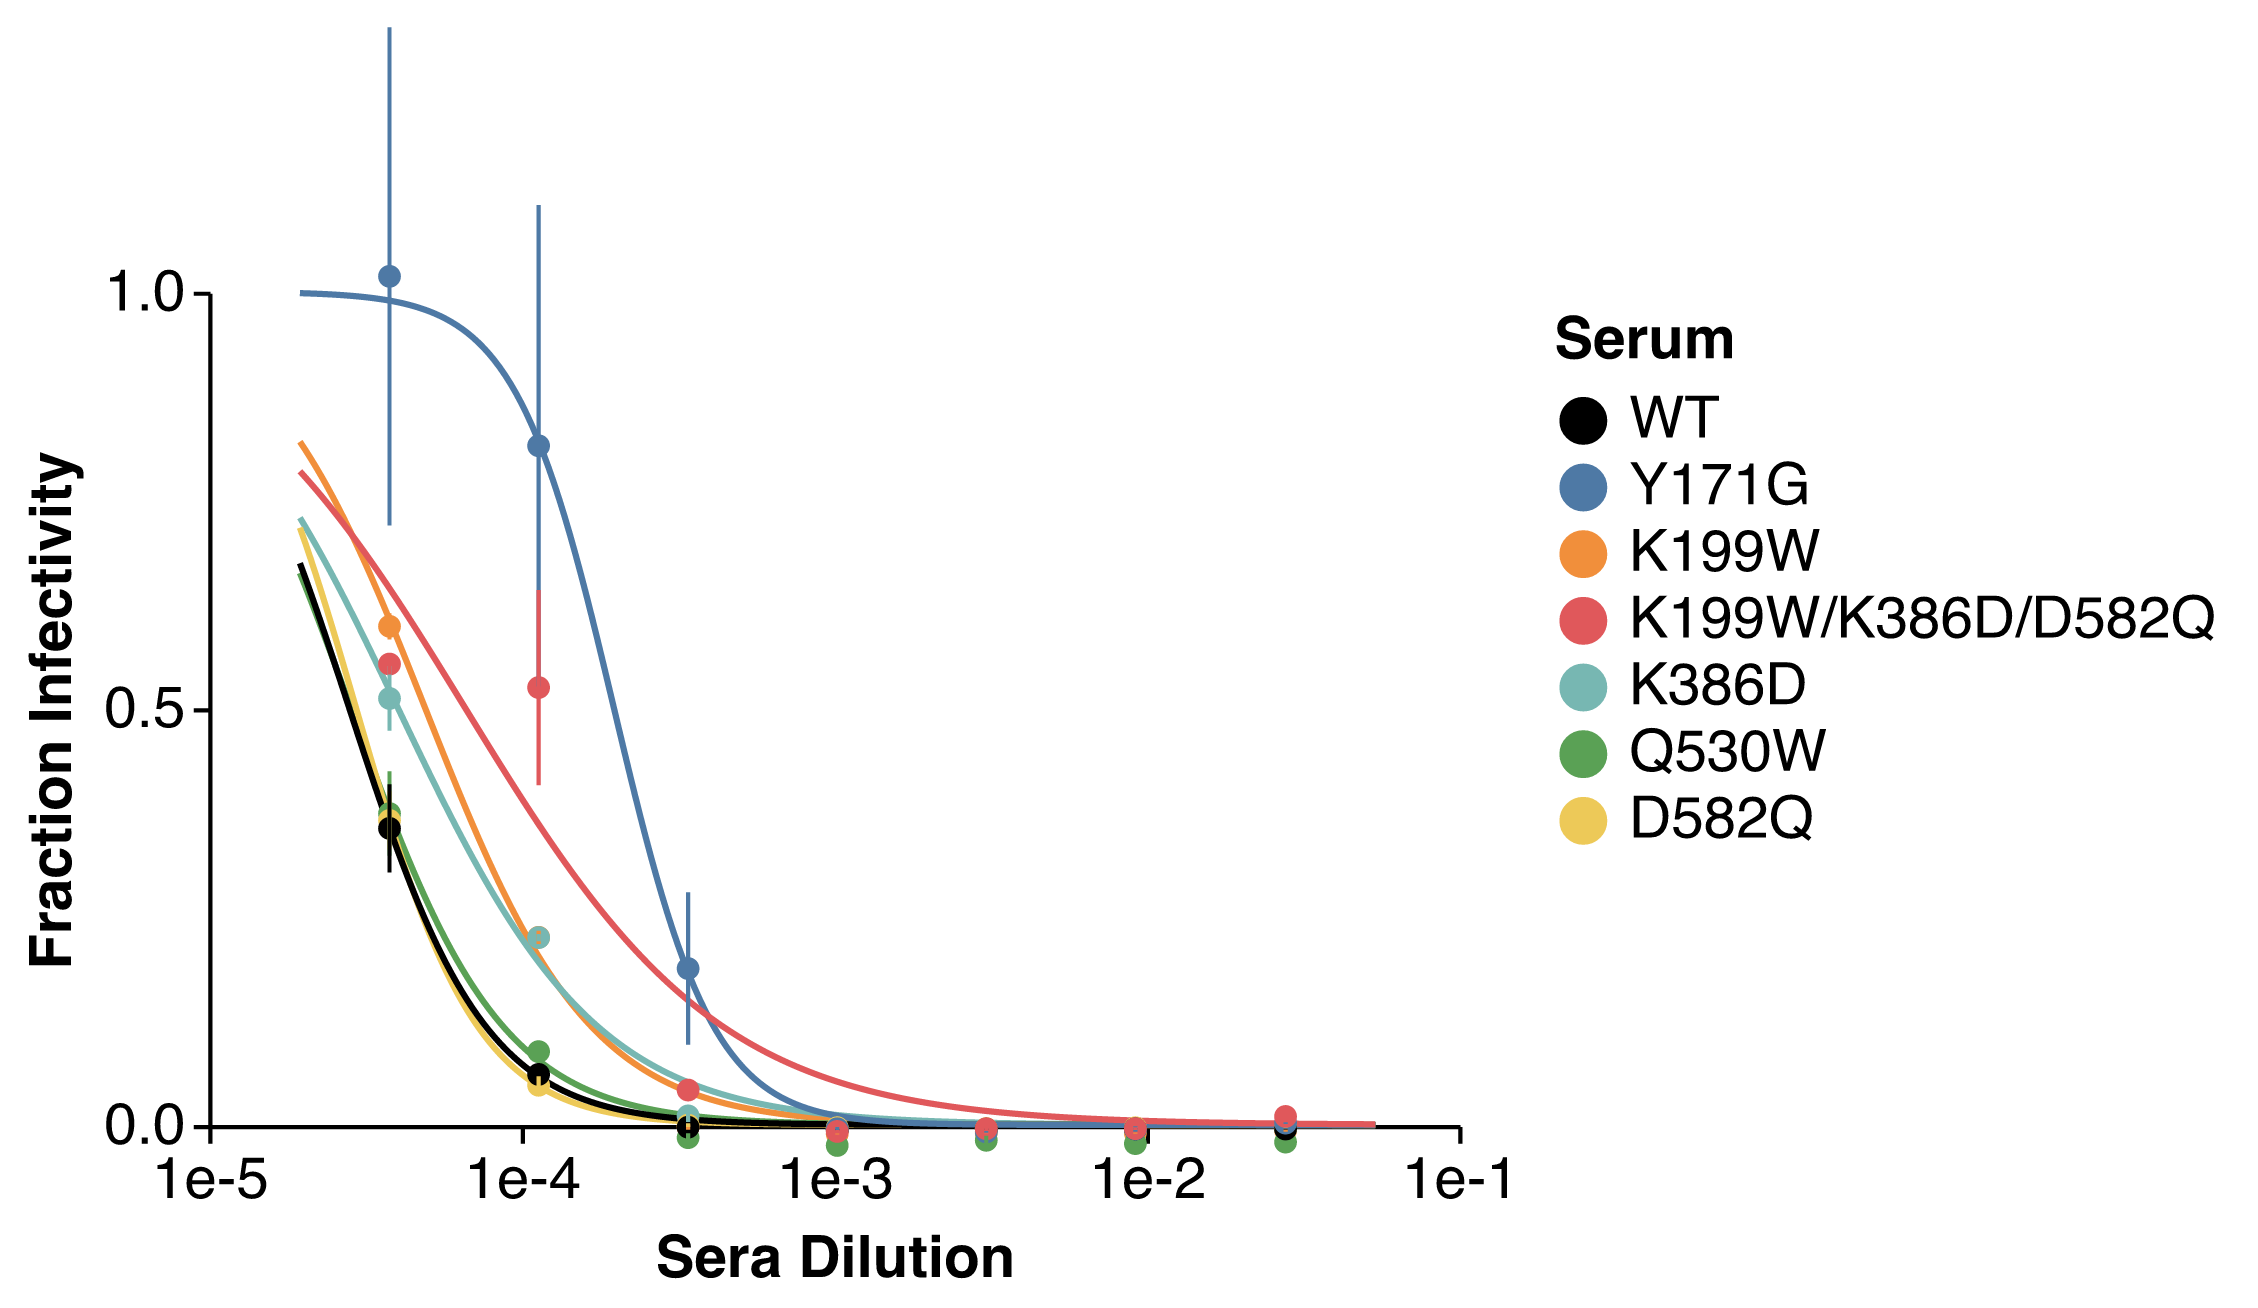 Fraction Infectivity
1.0
0.5
0.0
1e-5 1e-4 1e-3 1e-2 1e-1
Sera Dilution
Serum
WT
Y171G
K199W
K199W/K386D/D582Q
K386D
Q530W
D582Q